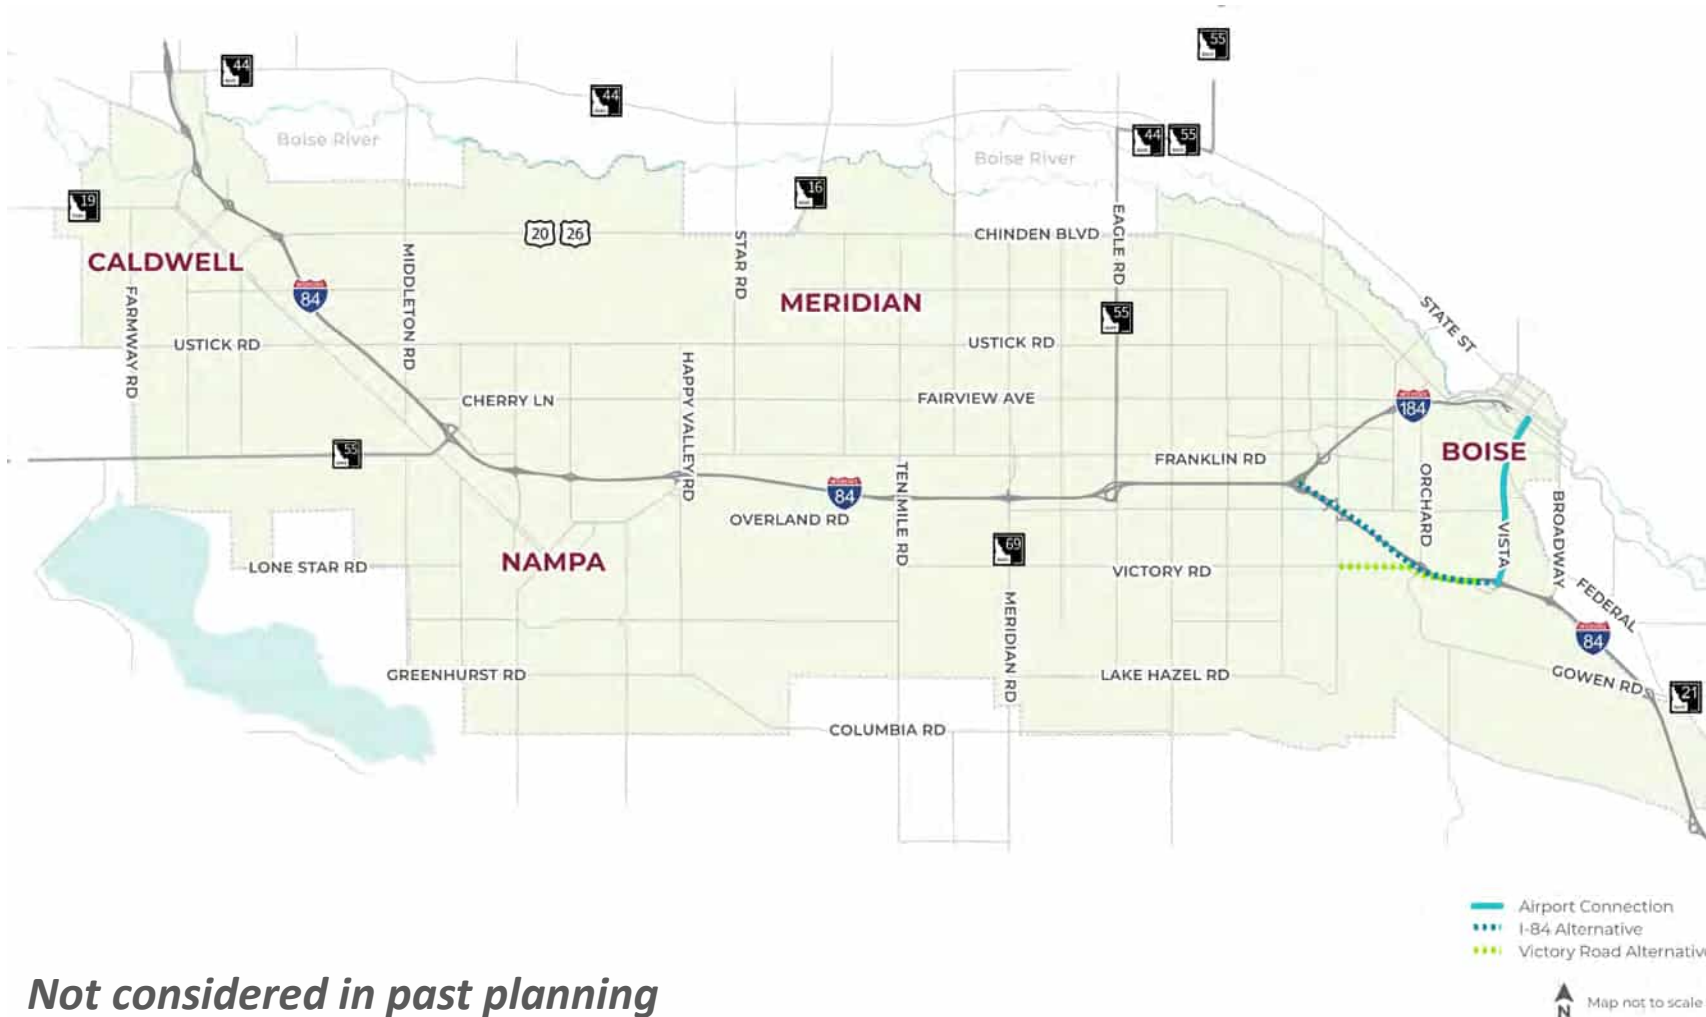 55
44
44
44
55
Boise River
Boise River
19
16
20
26
CHINDEN BLVD
EAGLE RD
STAR RD
MIDDLETON RD
CALDWELL
84
MERIDIAN
FARMWAY RD
55
STATE ST
USTICK RD
USTICK RD
HAPPY VALLEY RD
CHERRY LN
FAIRVIEW AVE
184
BOISE
55
FRANKLIN RD
TEN MILE RD
84
OVERLAND RD
ORCHARD
VISTA
BROADWAY
69
NAMPA
LONE STAR RD
VICTORY RD
FEDERAL
84
MERIDIAN RD
GREENHURST RD
LAKE HAZEL RD
GOWEN RD
21
COLUMBIA RD
Airport Connection
I-84 Alternative
Victory Road Alternative
Not considered in past planning
N
Map not to scale